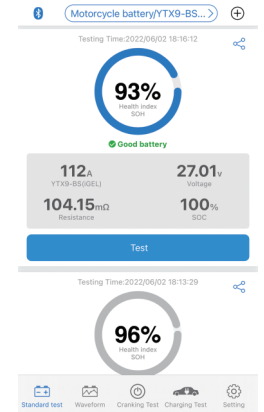 Motorcycle battery/YTX9-BS...
Testing Time:2022/06/02 18:16:12
93%
Health index
SOH
Good battery
112A
YTX9-BS(iGEL)
27.01v
Voltage
104.15mΩ
Resistance
100%
SOC
Test
Testing Time:2022/06/02 18:13:29
96%
Health index
SOH
Standard test
Waveform
Cranking Test
Charging Test
Setting